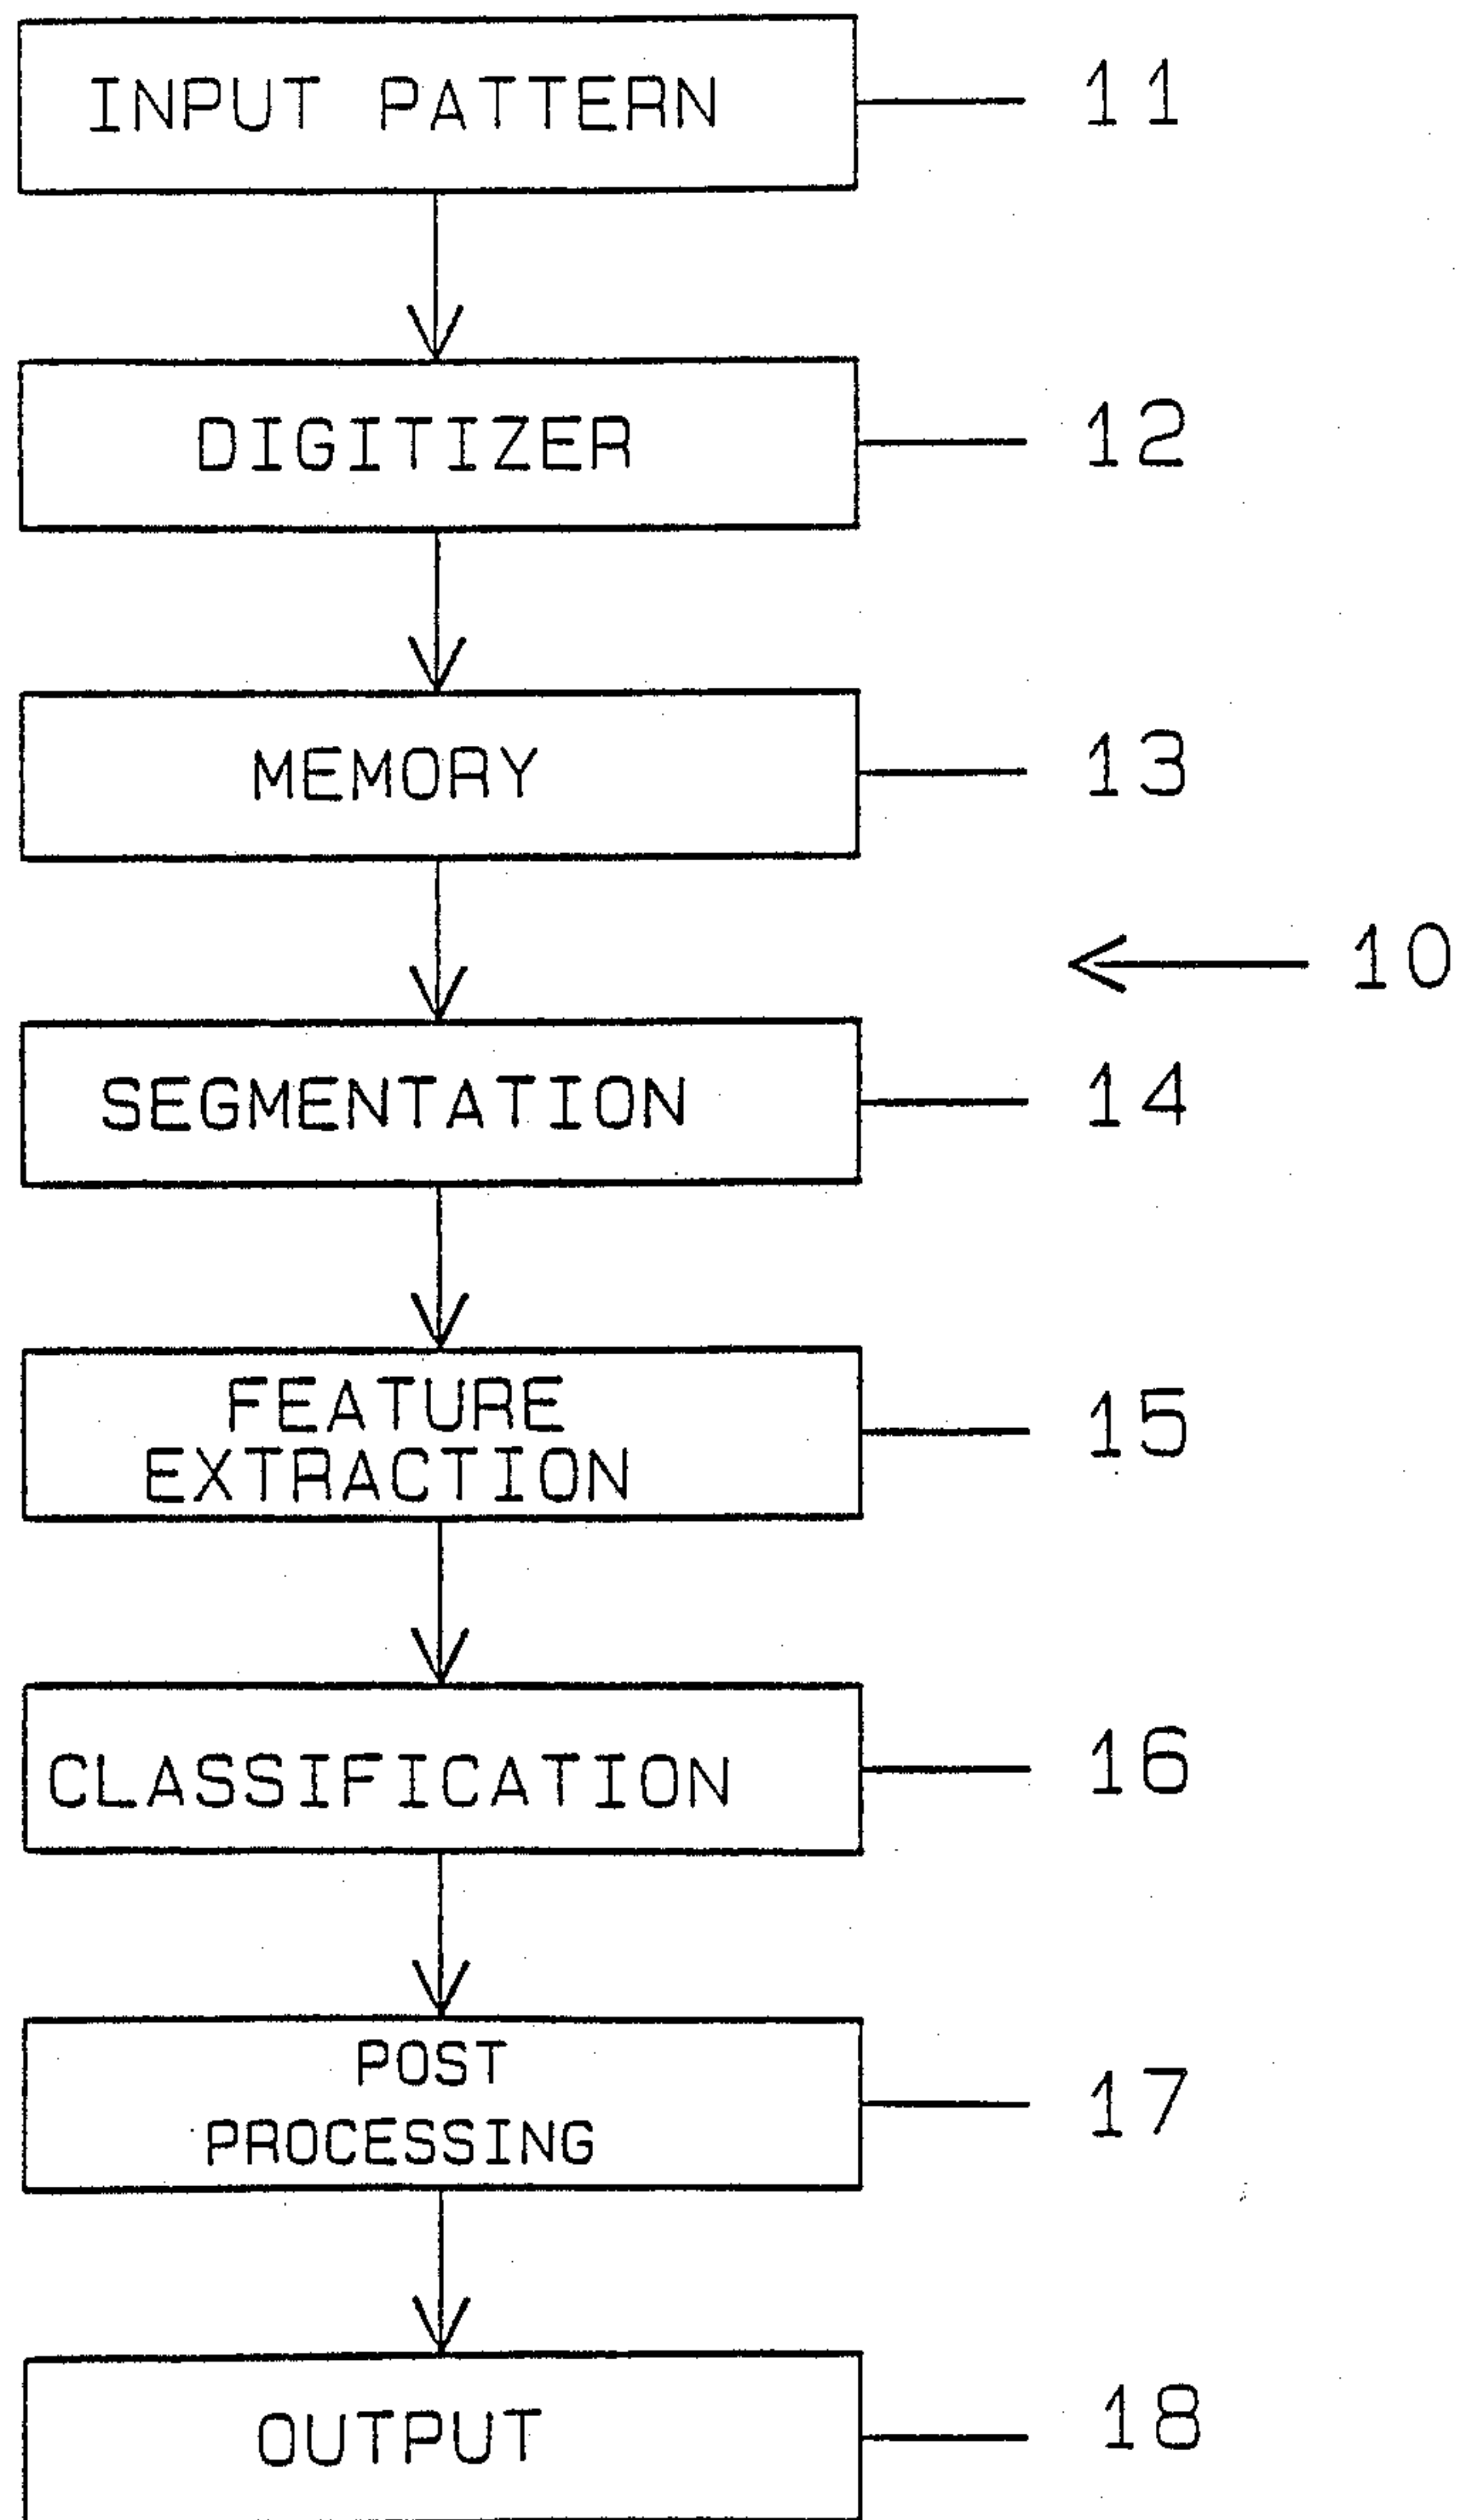 INPUT PATTERN 11
DIGITIZER 12
MEMORY 13
10
SEGMENTATION 14
FEATURE
EXTRACTION
15
CLASSIFICATION 16
POST
PROCESSING
17
OUTPUT 18